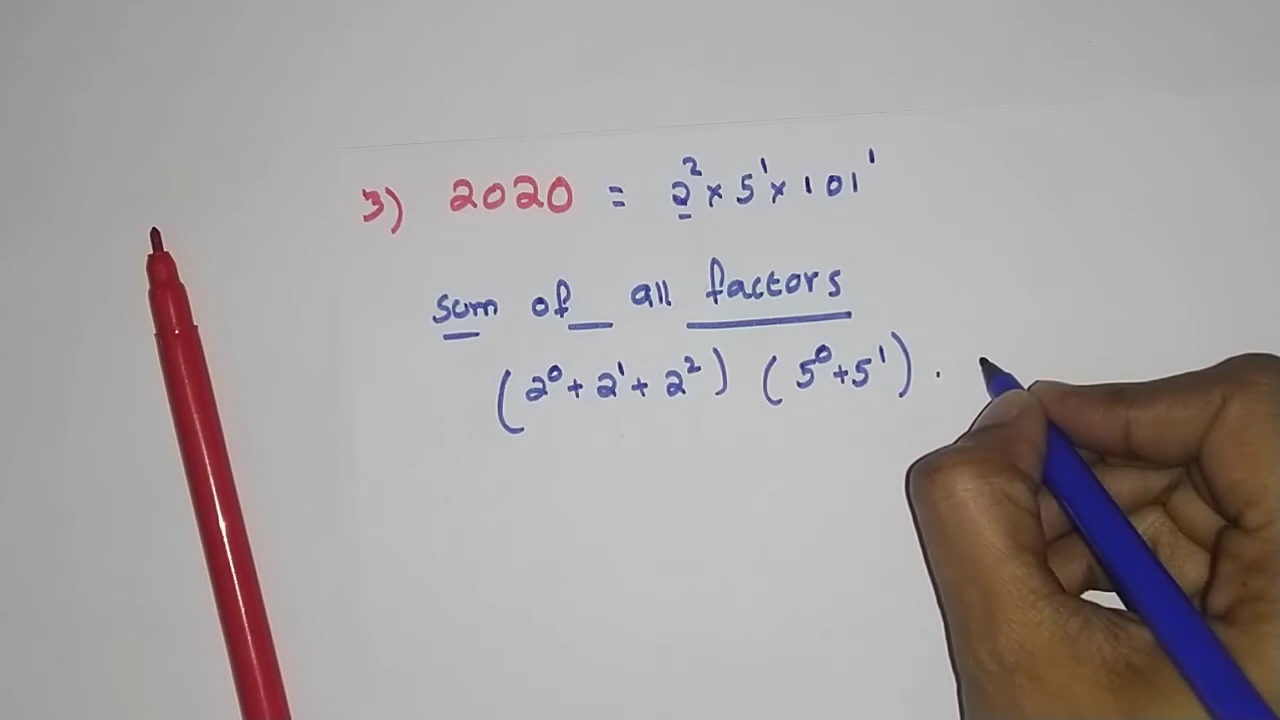 3) 2020 = 2² × 5¹ × 101¹
sum of all factors
(2⁰ + 2¹ + 2²) (5⁰ + 5¹) .